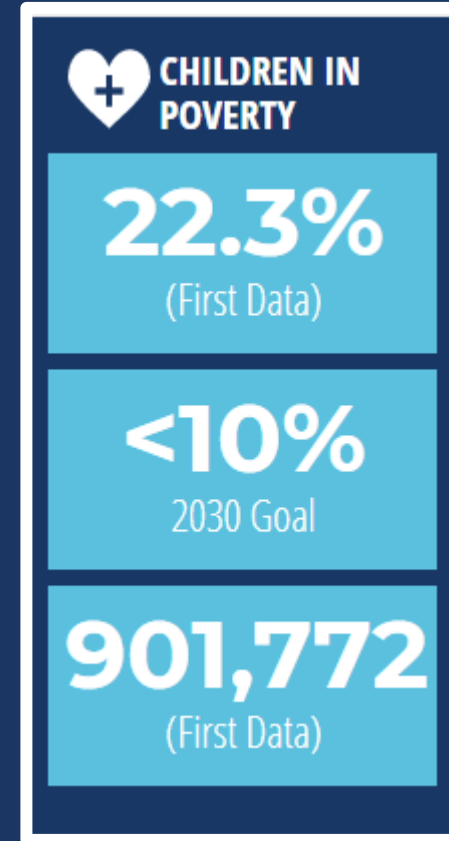 CHILDREN IN
POVERTY
22.3%
(First Data)
<10%
2030 Goal
901,772
(First Data)